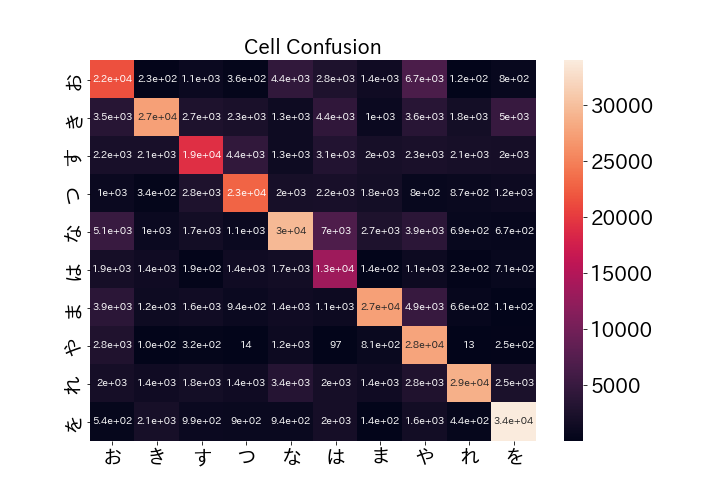 Cell Confusion
お 2.2e+04 2.3e+02 1.1e+03 3.6e+02 4.4e+03 2.8e+03 1.4e+03 6.7e+03 1.2e+02 8e+02
き 3.5e+03 2.7e+04 2.7e+03 2.3e+03 1.3e+03 4.4e+03 1e+03 3.6e+03 1.8e+03 5e+03
す 2.2e+03 2.1e+03 1.9e+04 4.4e+03 1.3e+03 3.1e+03 2e+03 2.3e+03 2.1e+03 2e+03
つ 1e+03 3.4e+02 2.8e+03 2.3e+04 2e+03 2.2e+03 1.8e+03 8e+02 8.7e+02 1.2e+03
な 5.1e+03 1e+03 1.7e+03 1.1e+03 3e+04 7e+03 2.7e+03 3.9e+03 6.9e+02 6.7e+02
は 1.9e+03 1.4e+03 1.9e+02 1.4e+03 1.7e+03 1.3e+04 1.4e+02 1.1e+03 2.3e+02 7.1e+02
ま 3.9e+03 1.2e+03 1.6e+03 9.4e+02 1.4e+03 1.1e+03 2.7e+04 4.9e+03 6.6e+02 1.1e+02
や 2.8e+03 1.0e+02 3.2e+02 14 1.2e+03 97 8.1e+02 2.8e+04 13 2.5e+02
れ 2e+03 1.4e+03 1.8e+03 1.4e+03 3.4e+03 2e+03 1.4e+03 2.8e+03 2.9e+04 2.5e+03
を 5.4e+02 2.1e+03 9.9e+02 9e+02 9.4e+02 2e+03 1.4e+02 1.6e+03 4.4e+02 3.4e+04
お き す つ な は ま や れ を
30000
25000
20000
15000
10000
5000